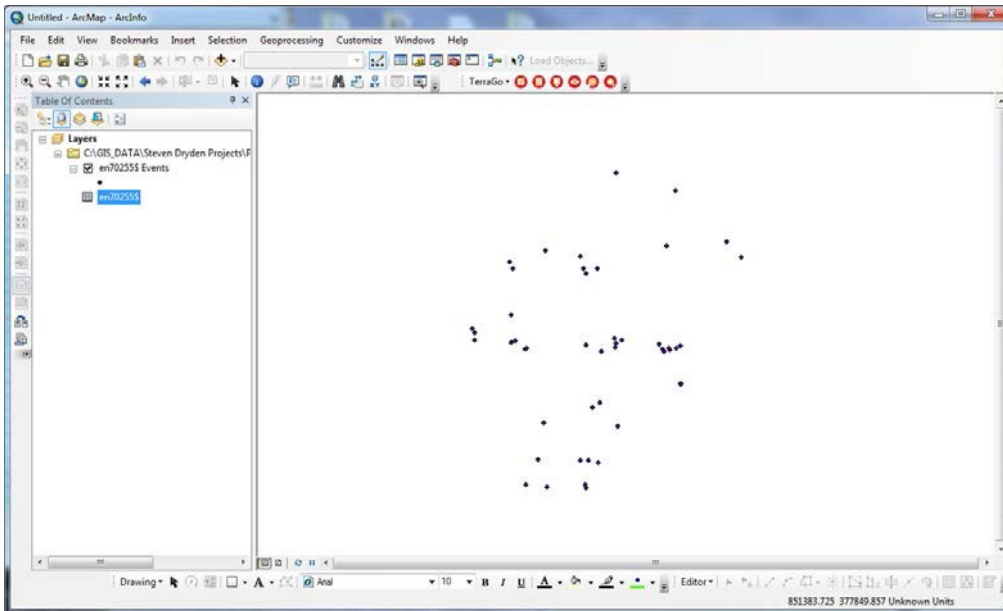 Untitled - ArcMap - ArcInfo
File Edit View Bookmarks Insert Selection Geoprocessing Customize Windows Help
Load Objects...
TerraGo
Table Of Contents
Layers
C:\GIS_DATA\Steven Dryden Projects\F
en70255$ Events
en70255$
Drawing
A
Arial
10
B I U A
Editor
851383.725 377849.857 Unknown Units